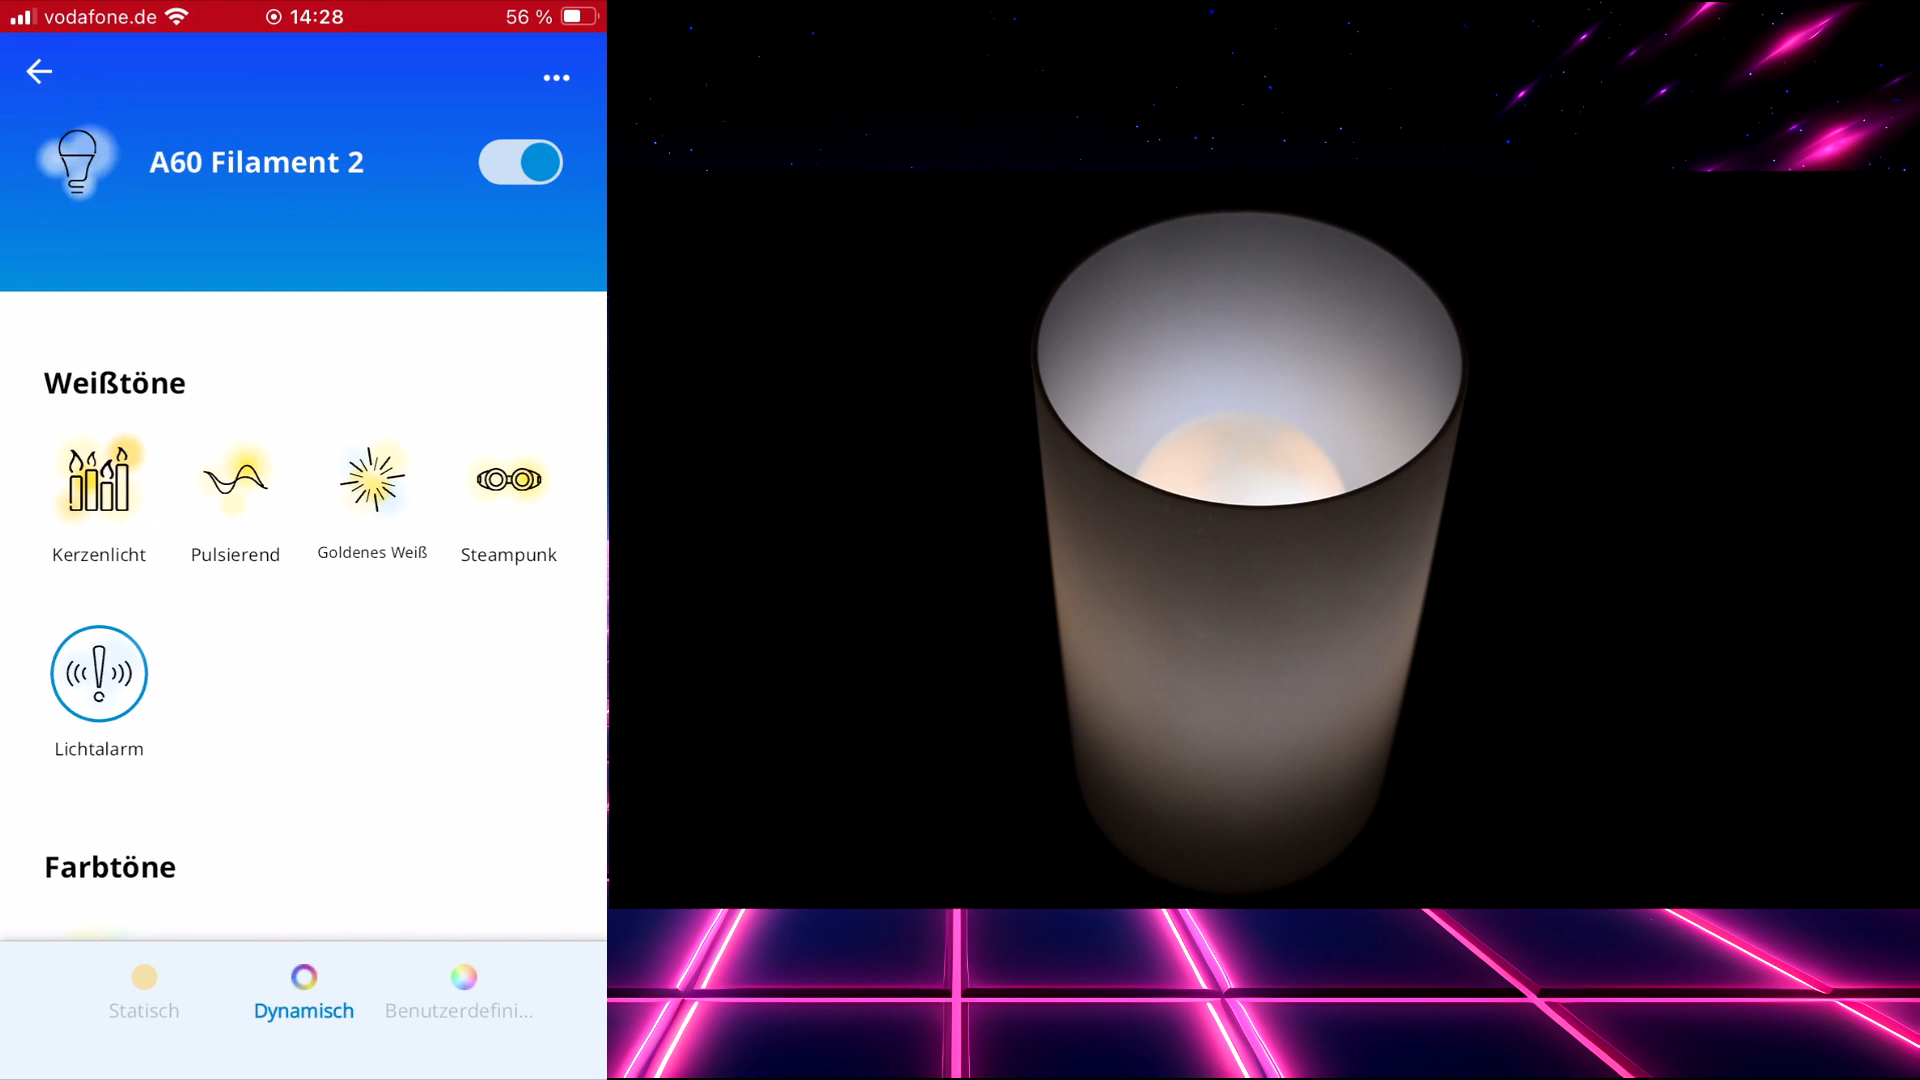 vodafone.de 14:28 56 %
A60 Filament 2
Weißtöne
Kerzenlicht Pulsierend Goldenes Weiß Steampunk
Lichtalarm
Farbtöne
Statisch Dynamisch Benutzerdefini...